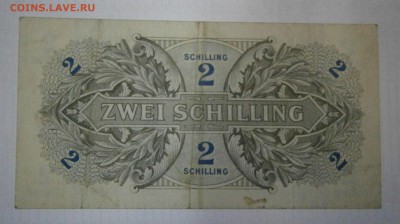 COINS.LAVE.RU
2 SCHILLING 2
2
ZWEI SCHILLING
2 2 2
SCHILLING